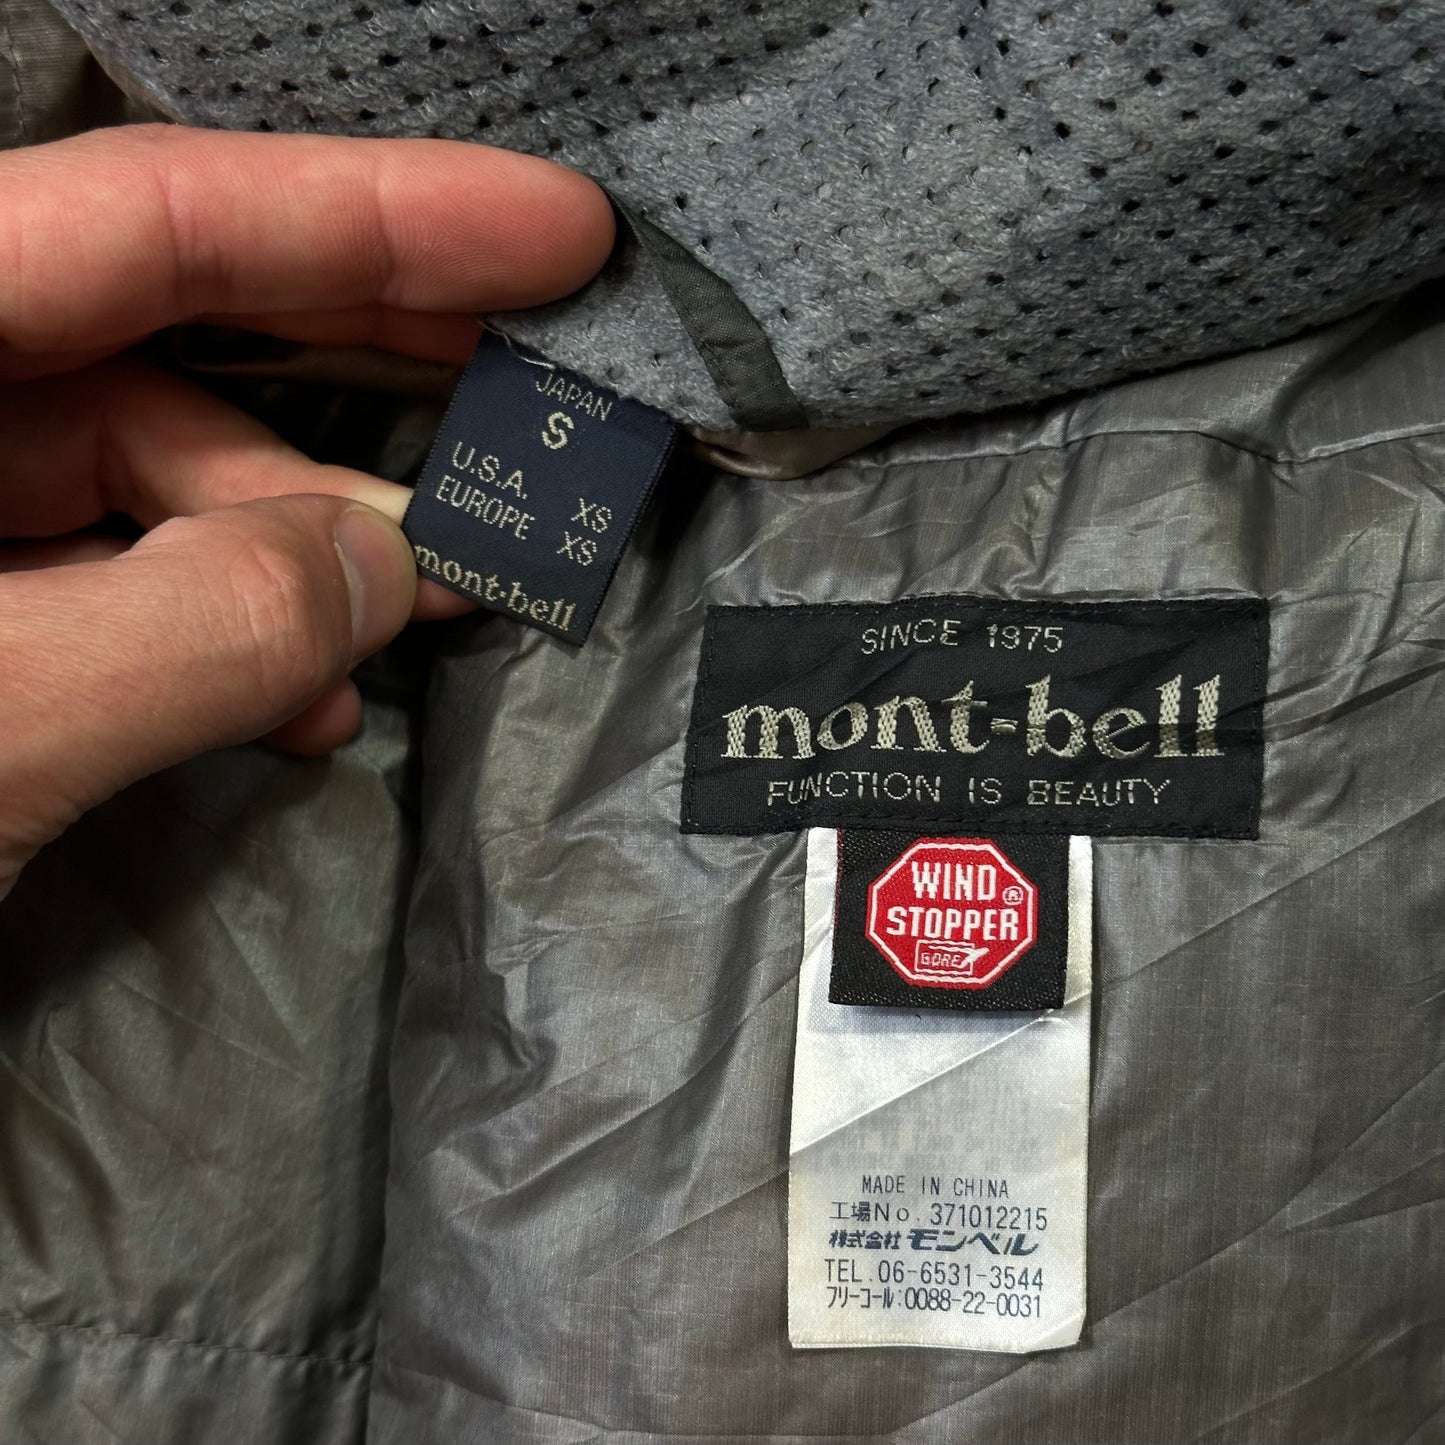 JAPAN
S
U.S.A. XS
EUROPE XS
mont-bell
SINCE 1975
mont-bell
FUNCTION IS BEAUTY
WIND
STOPPER®
GORE
MADE IN CHINA
工場No.371012215
株式会社 モンベル
TEL.06-6531-3544
フリーコール:0088-22-0031